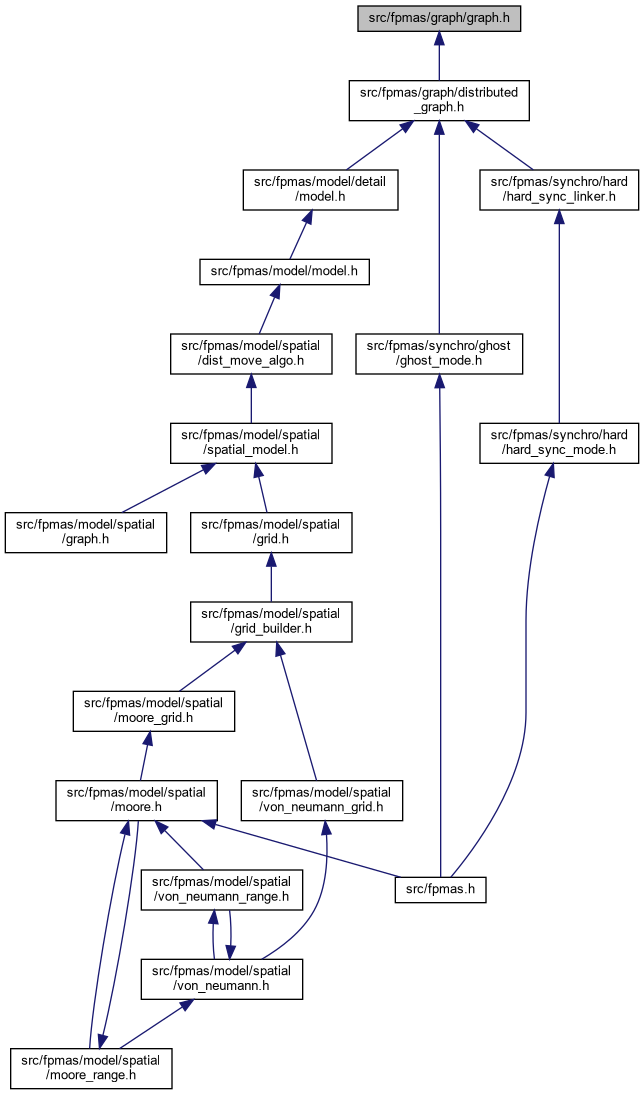 src/fpmas/graph/graph.h
src/fpmas/graph/distributed
_graph.h
src/fpmas/model/detail
/model.h
src/fpmas/synchro/hard
/hard_sync_linker.h
src/fpmas/model/model.h
src/fpmas/model/spatial
/dist_move_algo.h
src/fpmas/synchro/ghost
/ghost_mode.h
src/fpmas/model/spatial
/spatial_model.h
src/fpmas/synchro/hard
/hard_sync_mode.h
src/fpmas/model/spatial
/graph.h
src/fpmas/model/spatial
/grid.h
src/fpmas/model/spatial
/grid_builder.h
src/fpmas/model/spatial
/moore_grid.h
src/fpmas/model/spatial
/moore.h
src/fpmas/model/spatial
/von_neumann_grid.h
src/fpmas/model/spatial
/von_neumann_range.h
src/fpmas.h
src/fpmas/model/spatial
/von_neumann.h
src/fpmas/model/spatial
/moore_range.h